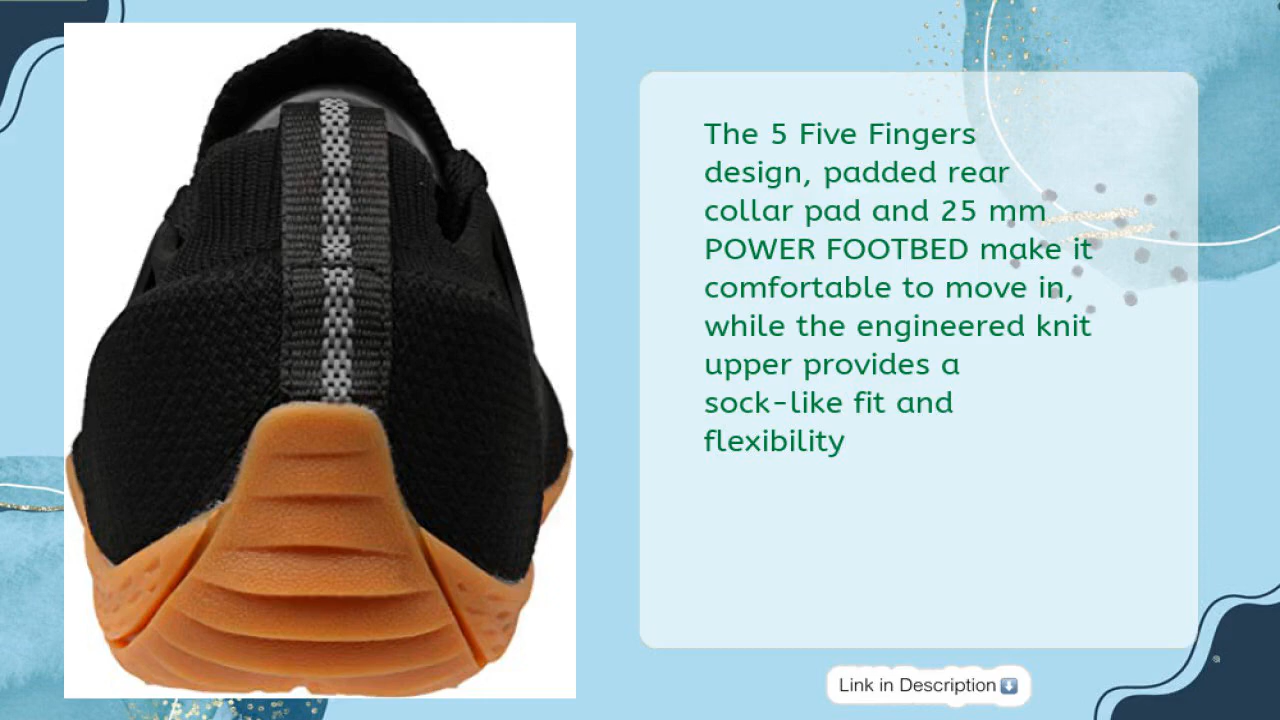 The 5 Five Fingers
design, padded rear
collar pad and 25 mm
POWER FOOTBED make it
comfortable to move in,
while the engineered knit
upper provides a
sock-like fit and
flexibility
Link in Description⬇️